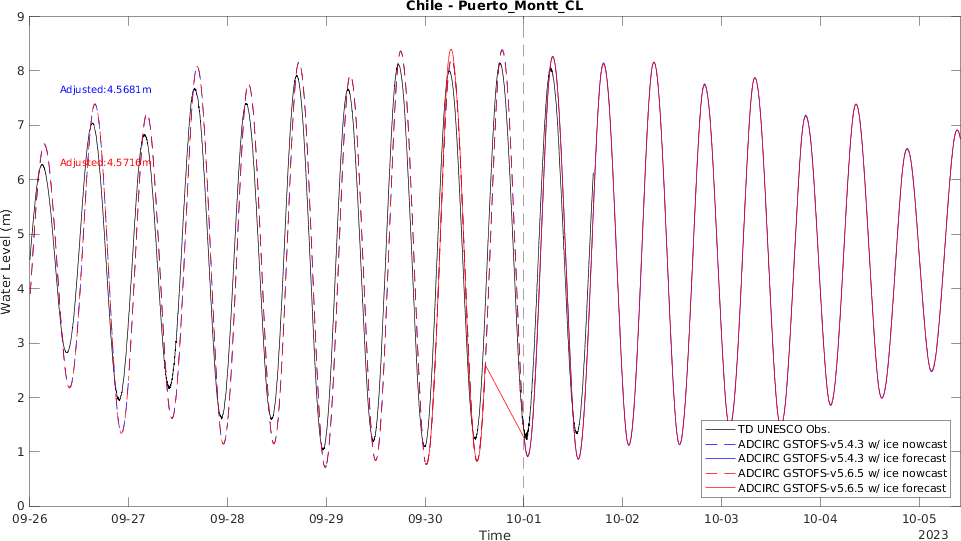 Chile - Puerto_Montt_CL
9
8
7
6
5
4
3
2
1
0
Water Level (m)
Adjusted:4.5681m
Adjusted:4.5716m
TD UNESCO Obs.
ADCIRC GSTOFS-v5.4.3 w/ ice nowcast
ADCIRC GSTOFS-v5.4.3 w/ ice forecast
ADCIRC GSTOFS-v5.6.5 w/ ice nowcast
ADCIRC GSTOFS-v5.6.5 w/ ice forecast
09-26 09-27 09-28 09-29 09-30 10-01 10-02 10-03 10-04 10-05
Time
2023